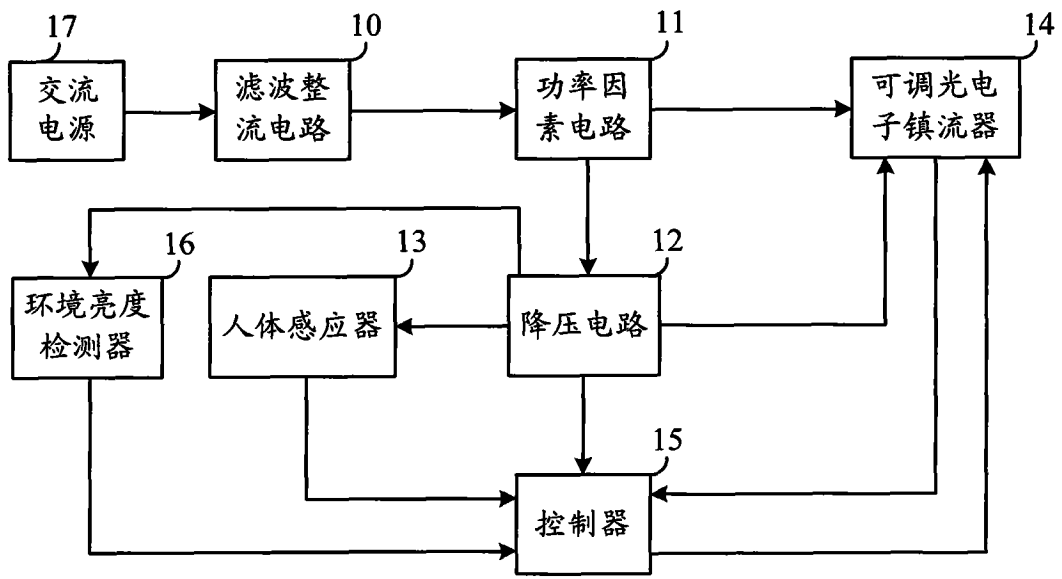 17
交流
电源
10
滤波整
流电路
11
功率因
素电路
14
可调光电
子镇流器
16
环境亮度
检测器
13
人体感应器
12
降压电路
15
控制器